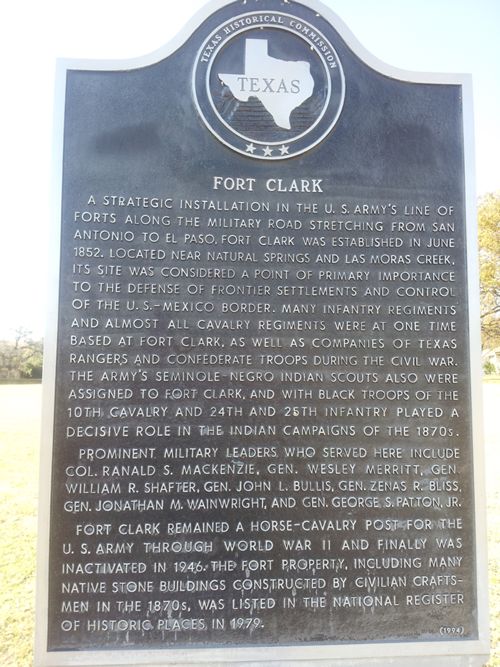 TEXAS HISTORICAL COMMISSION
TEXAS
FORT CLARK
A STRATEGIC INSTALLATION IN THE U. S. ARMY'S LINE OF
FORTS ALONG THE MILITARY ROAD STRETCHING FROM SAN
ANTONIO TO EL PASO, FORT CLARK WAS ESTABLISHED IN JUNE
1852. LOCATED NEAR NATURAL SPRINGS AND LAS MORAS CREEK,
ITS SITE WAS CONSIDERED A POINT OF PRIMARY IMPORTANCE
TO THE DEFENSE OF FRONTIER SETTLEMENTS AND CONTROL
OF THE U. S.-MEXICO BORDER. MANY INFANTRY REGIMENTS
AND ALMOST ALL CAVALRY REGIMENTS WERE AT ONE TIME
BASED AT FORT CLARK, AS WELL AS COMPANIES OF TEXAS
RANGERS AND CONFEDERATE TROOPS DURING THE CIVIL WAR.
THE ARMY'S SEMINOLE-NEGRO INDIAN SCOUTS ALSO WERE
ASSIGNED TO FORT CLARK, AND WITH BLACK TROOPS OF THE
10TH CAVALRY AND 24TH AND 25TH INFANTRY PLAYED A
DECISIVE ROLE IN THE INDIAN CAMPAIGNS OF THE 1870s.
PROMINENT MILITARY LEADERS WHO SERVED HERE INCLUDE
COL. RANALD S. MACKENZIE, GEN. WESLEY MERRITT, GEN.
WILLIAM R. SHAFTER, GEN. JOHN L. BULLIS, GEN. ZENAS R. BLISS,
GEN. JONATHAN M. WAINWRIGHT, AND GEN. GEORGE S. PATTON, JR.
FORT CLARK REMAINED A HORSE-CAVALRY POST FOR THE
U. S. ARMY THROUGH WORLD WAR II AND FINALLY WAS
INACTIVATED IN 1946. THE FORT PROPERTY, INCLUDING MANY
NATIVE STONE BUILDINGS CONSTRUCTED BY CIVILIAN CRAFTS-
MEN IN THE 1870s, WAS LISTED IN THE NATIONAL REGISTER
OF HISTORIC PLACES IN 1979.
(1994)